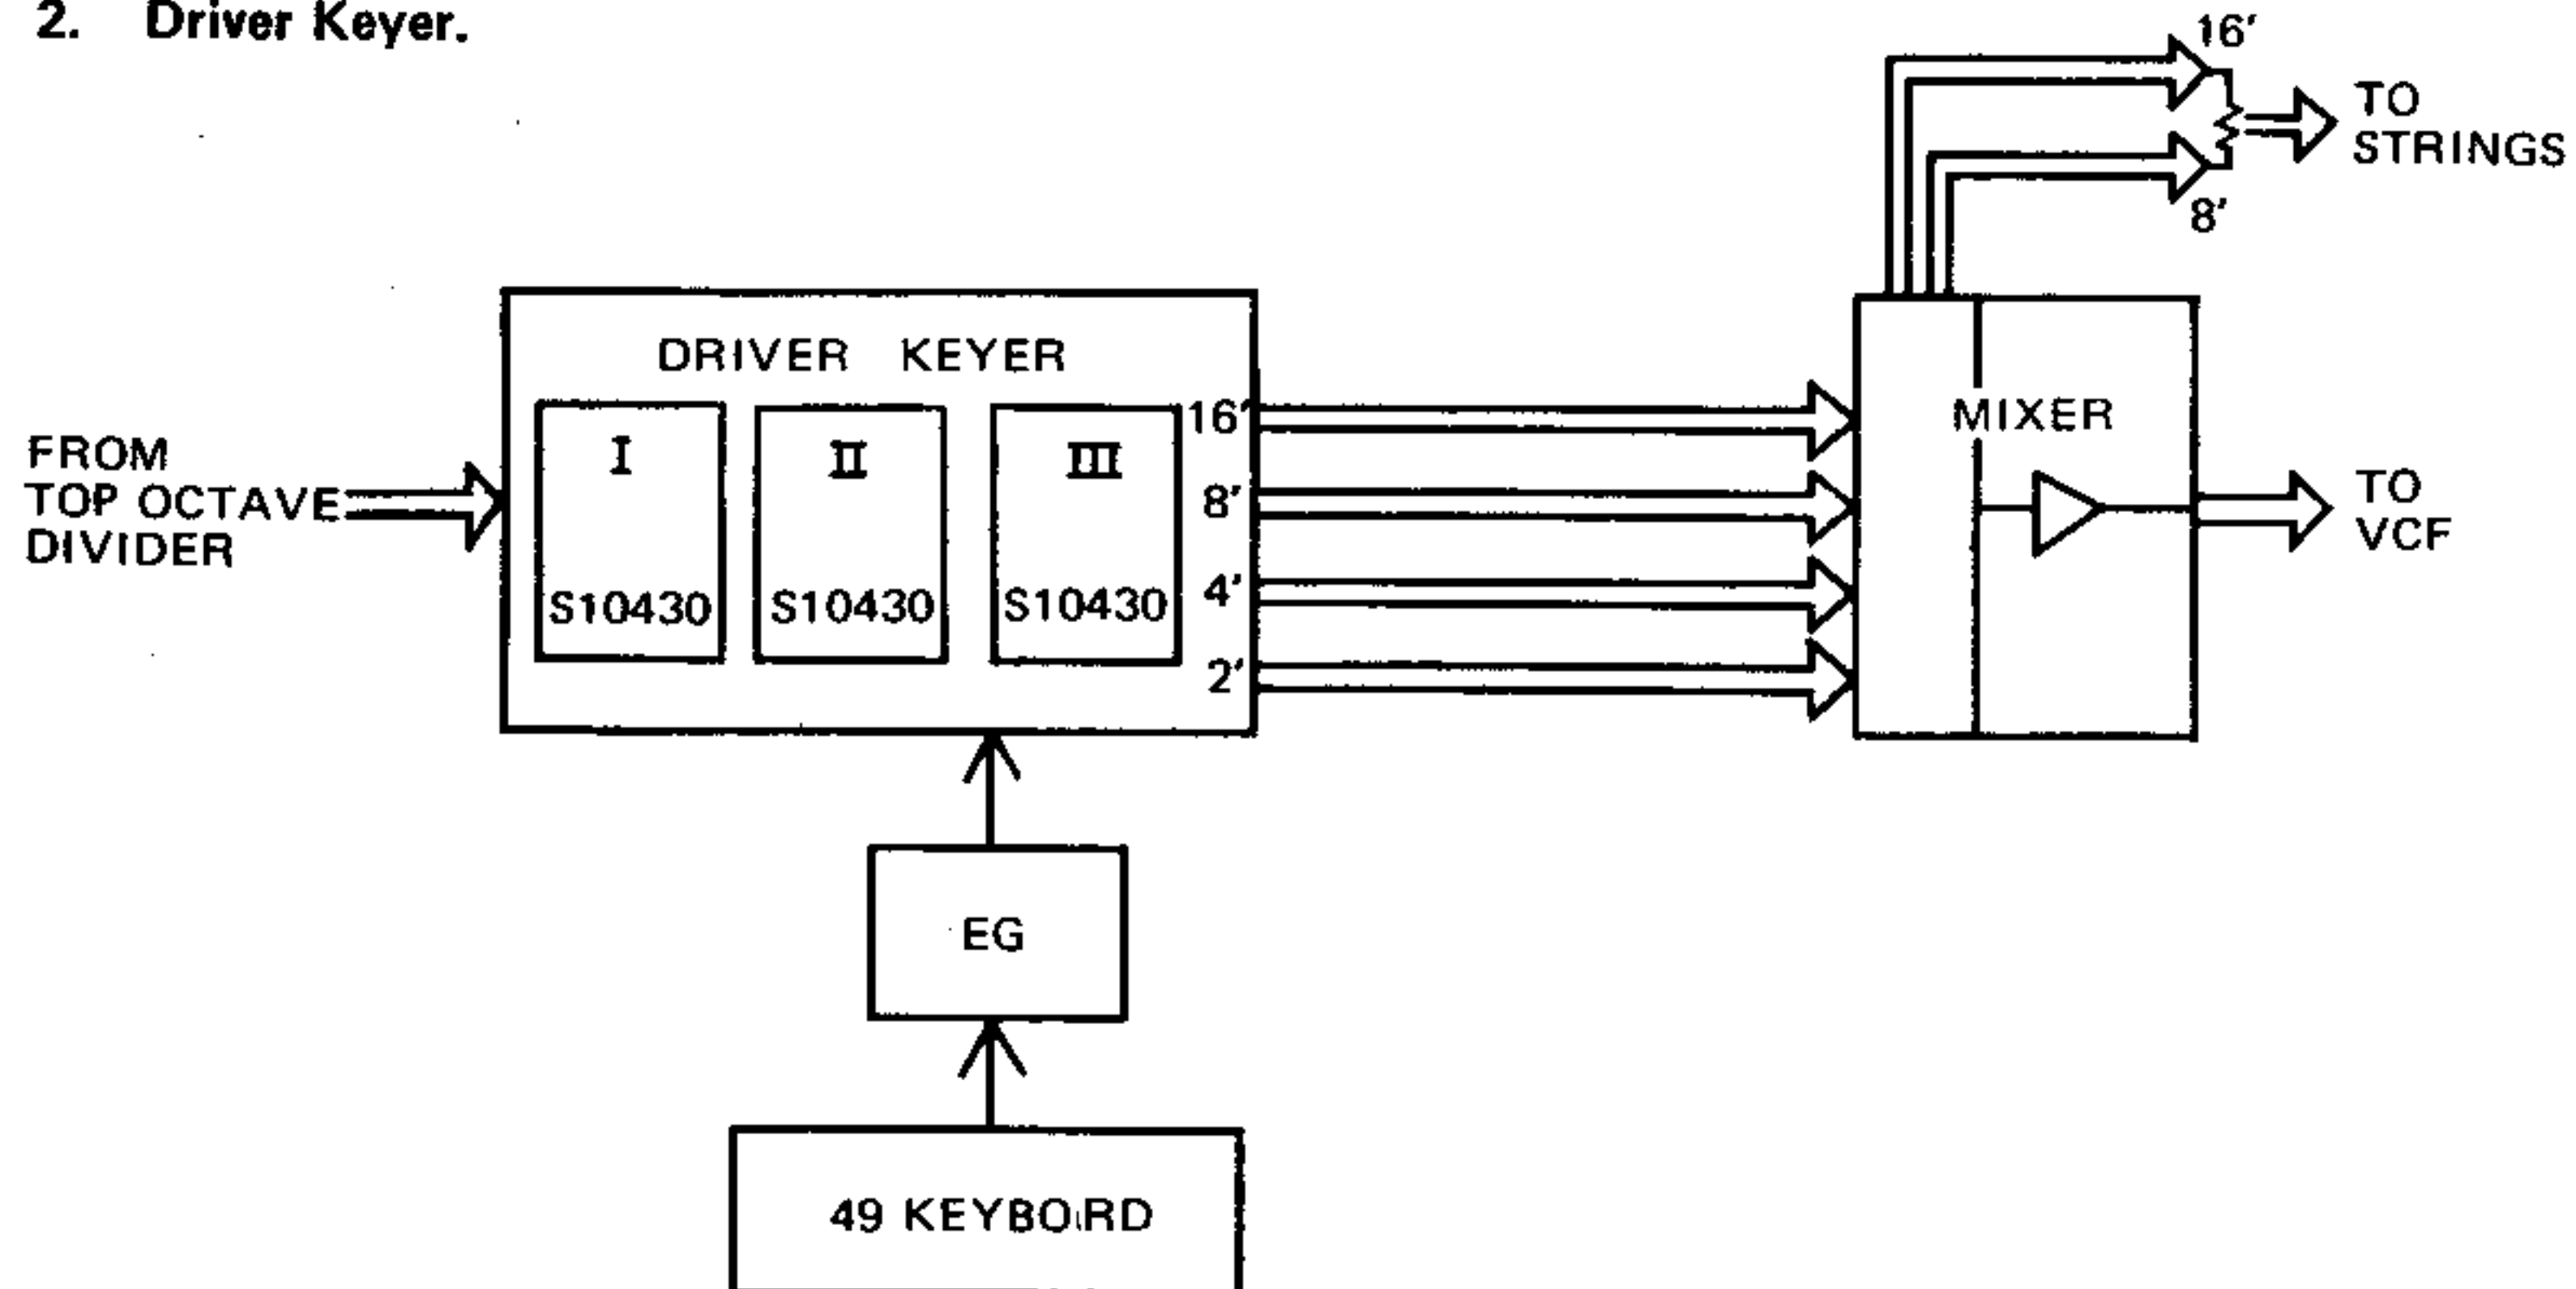 2. Driver Keyer.
16'
TO
STRINGS
8'
DRIVER KEYER
FROM
TOP OCTAVE
DIVIDER
I
S10430
II
S10430
III
S10430
16'
8'
4'
2'
MIXER
TO
VCF
EG
49 KEYBORD